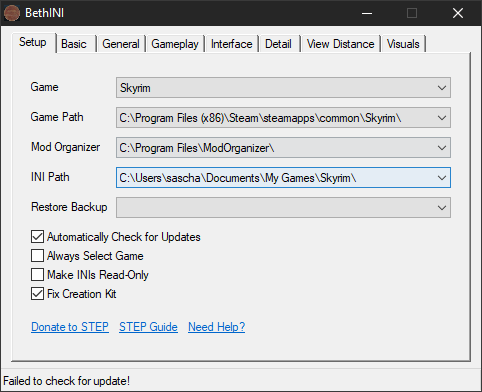 BethINI
Setup Basic General Gameplay Interface Detail View Distance Visuals
Game Skyrim
Game Path C:\Program Files (x86)\Steam\steamapps\common\Skyrim\
Mod Organizer C:\Program Files\ModOrganizer\
INI Path C:\Users\sascha\Documents\My Games\Skyrim\
Restore Backup
Automatically Check for Updates
Always Select Game
Make INIs Read-Only
Fix Creation Kit
Donate to STEP STEP Guide Need Help?
Failed to check for update!